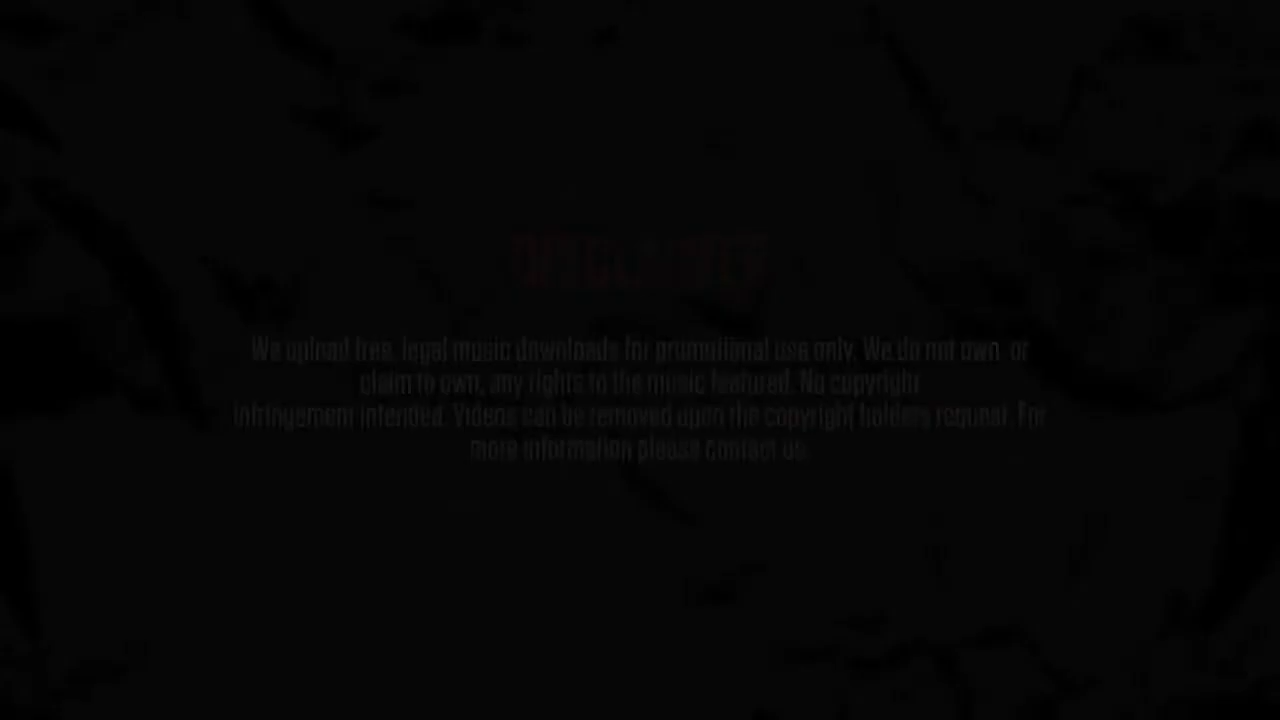 DISCLAIMER
We upload free, legal music downloads for promotional use only. We do not own, or
claim to own, any rights to the music featured. No copyright
infringement intended. Videos can be removed upon the copyright holders request. For
more information please contact us.